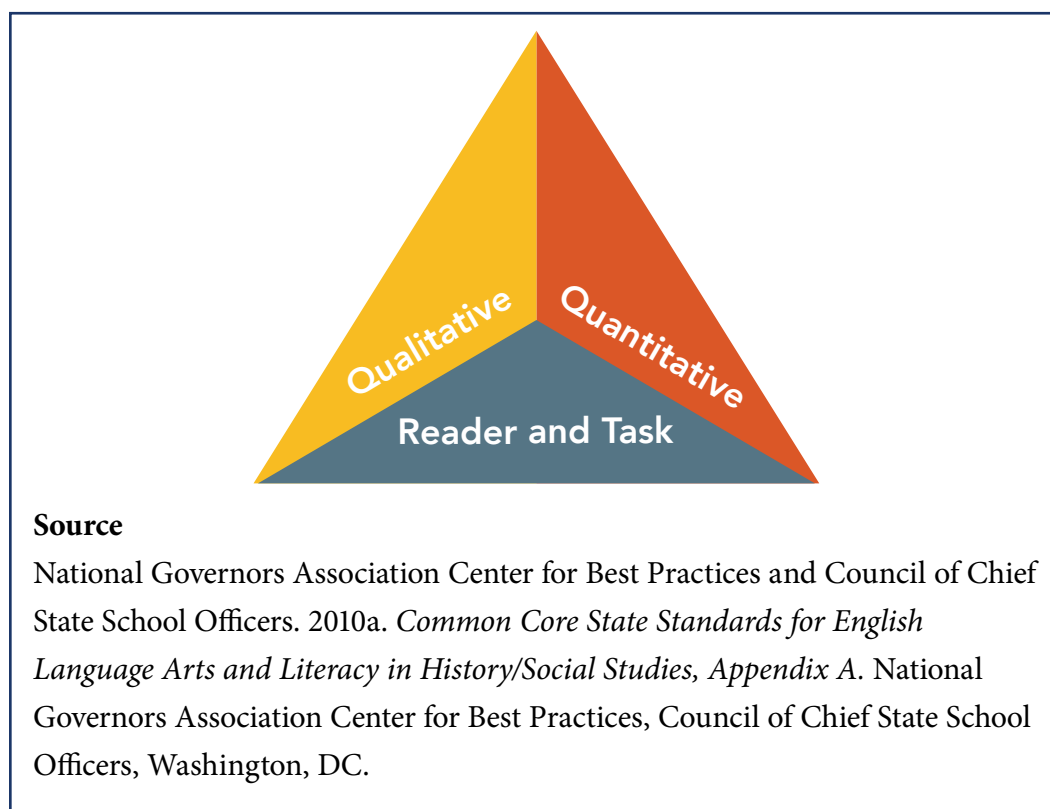 Qualitative
Quantitative
Reader and Task
Source
National Governors Association Center for Best Practices and Council of Chief
State School Officers. 2010a. Common Core State Standards for English
Language Arts and Literacy in History/Social Studies, Appendix A. National
Governors Association Center for Best Practices, Council of Chief State School
Officers, Washington, DC.